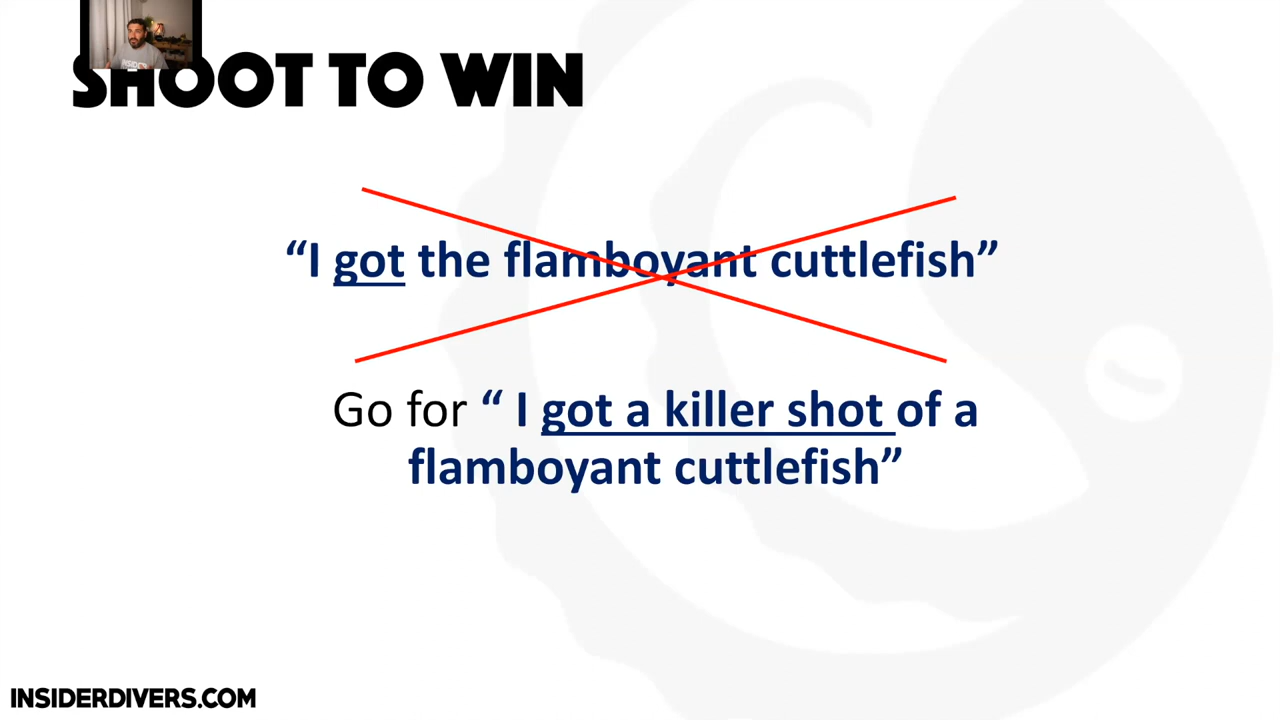 SHOOT TO WIN
“I got the flamboyant cuttlefish”
Go for “ I got a killer shot of a
flamboyant cuttlefish”
INSIDERDIVERS.COM